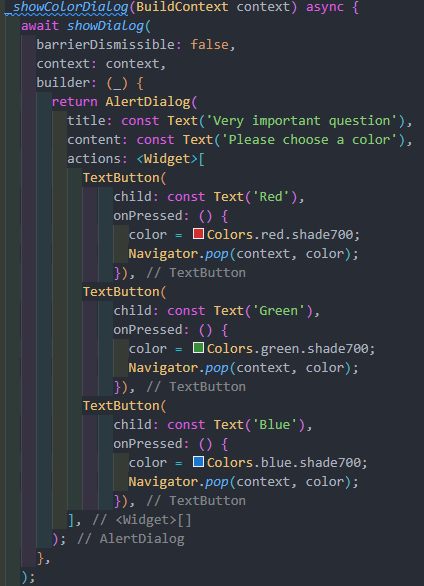 _showColorDialog(BuildContext context) async {
  await showDialog(
    barrierDismissible: false,
    context: context,
    builder: (_) {
      return AlertDialog(
        title: const Text('Very important question'),
        content: const Text('Please choose a color'),
        actions: <Widget>[
          TextButton(
              child: const Text('Red'),
              onPressed: () {
                color = Colors.red.shade700;
                Navigator.pop(context, color);
              }), // TextButton
          TextButton(
              child: const Text('Green'),
              onPressed: () {
                color = Colors.green.shade700;
                Navigator.pop(context, color);
              }), // TextButton
          TextButton(
              child: const Text('Blue'),
              onPressed: () {
                color = Colors.blue.shade700;
                Navigator.pop(context, color);
              }), // TextButton
        ], // <Widget>[]
      ); // AlertDialog
    },
  );